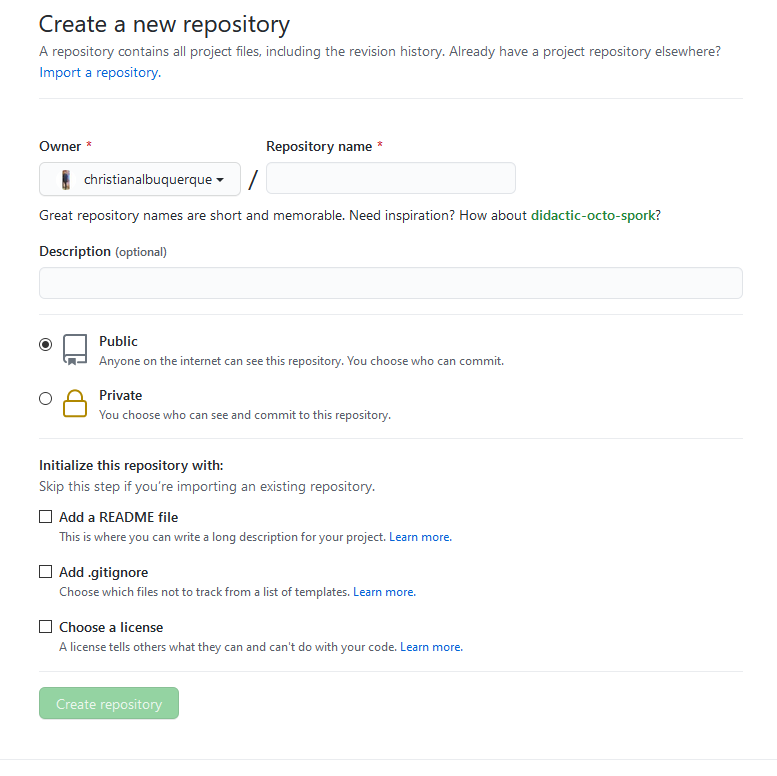 Create a new repository
A repository contains all project files, including the revision history. Already have a project repository elsewhere?
Import a repository.
Owner *
Repository name *
christianalbuquerque
/
Great repository names are short and memorable. Need inspiration? How about didactic-octo-spork?
Description (optional)
Public
Anyone on the internet can see this repository. You choose who can commit.
Private
You choose who can see and commit to this repository.
Initialize this repository with:
Skip this step if you’re importing an existing repository.
Add a README file
This is where you can write a long description for your project. Learn more.
Add .gitignore
Choose which files not to track from a list of templates. Learn more.
Choose a license
A license tells others what they can and can't do with your code. Learn more.
Create repository